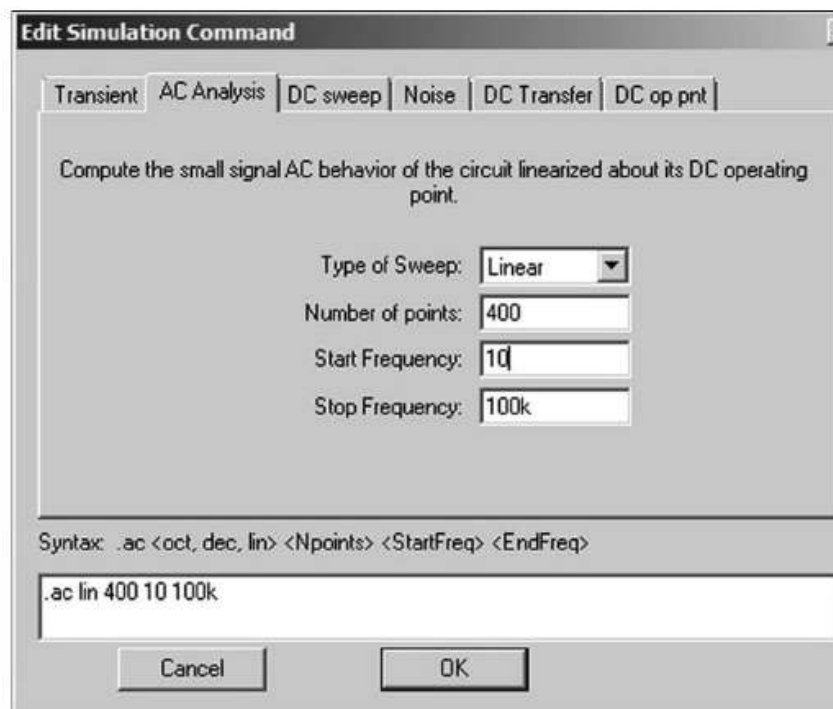 Edit Simulation Command
Transient AC Analysis DC sweep Noise DC Transfer DC op pnt
Compute the small signal AC behavior of the circuit linearized about its DC operating
point.
Type of Sweep: Linear
Number of points: 400
Start Frequency: 10
Stop Frequency: 100k
Syntax: .ac <oct, dec, lin> <Npoints> <StartFreq> <EndFreq>
.ac lin 400 10 100k
Cancel OK